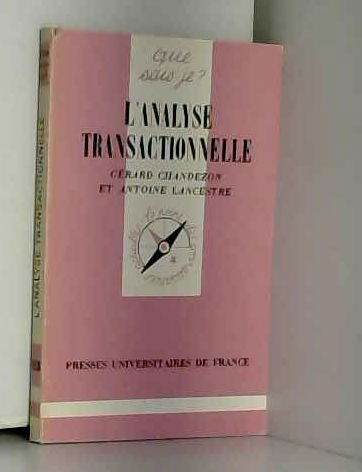 que
sais-je?
L'ANALYSE
TRANSACTIONNELLE
GÉRARD CHANDEZON
ET ANTOINE LANCESTRE
PRESSES UNIVERSITAIRES DE FRANCE
L'ANALYSE TRANSACTIONNELLE